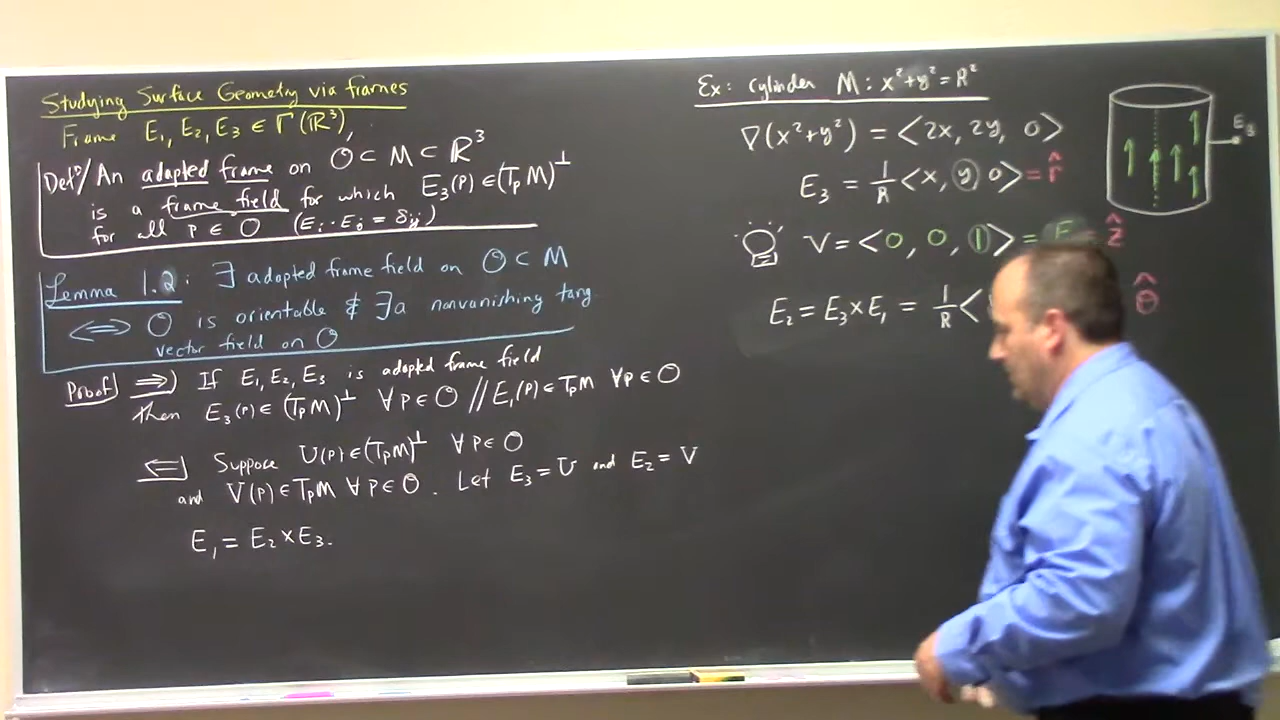 Studying Surface Geometry via frames
Frame E₁, E₂, E₃ ∈ Γ(ℝ³),
Defⁿ/ An adapted frame on O ⊂ M ⊂ ℝ³
is a frame field for which E₃(p) ∈ (TₚM)^⊥
for all p ∈ O (Eᵢ · Eⱼ = δᵢⱼ)
Lemma 1.2: ∃ adapted frame field on O ⊂ M
⟺ O is orientable & ∃ a nonvanishing tang.
vector field on O
Proof] ⟹) If E₁, E₂, E₃ is adapted frame field
then E₃(p) ∈ (TₚM)^⊥ ∀p ∈ O // E₁(p) ∈ TₚM ∀p ∈ O
⟸] Suppose U(p) ∈ (TₚM)^⊥ ∀p ∈ O
and V(p) ∈ TₚM ∀p ∈ O. Let E₃ = U and E₂ = V
E₁ = E₂ × E₃.
Ex: Cylinder M: x² + y² = R²
∇(x² + y²) = <2x, 2y, 0>
E₃ = 1/R <x, y, 0> = r̂
V = <0, 0, 1> = ẑ
E₂ = E₃ × E₁ = 1/R < θ̂
E₃